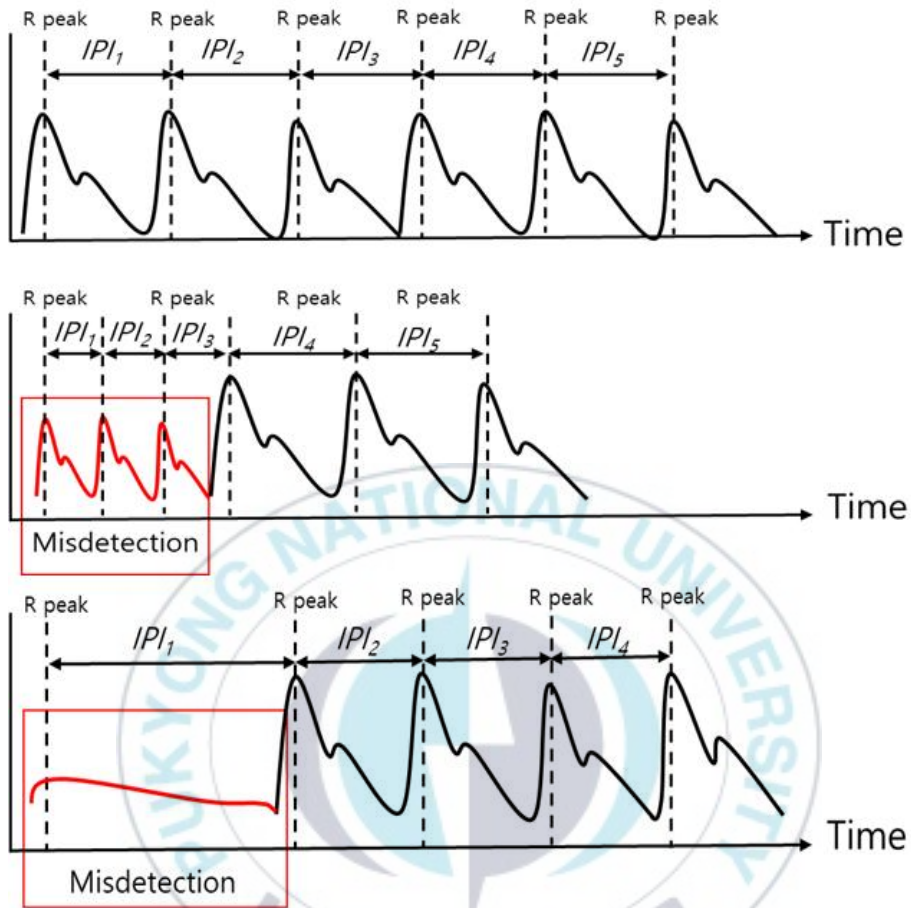 R peak R peak R peak R peak R peak R peak
IPI1 IPI2 IPI3 IPI4 IPI5
Time
R peak R peak R peak R peak
IPI1 IPI2 IPI3 IPI4 IPI5
Time
Misdetection
R peak R peak R peak R peak R peak
IPI1 IPI2 IPI3 IPI4
Time
Misdetection
PUKYONG NATIONAL UNIVERSITY